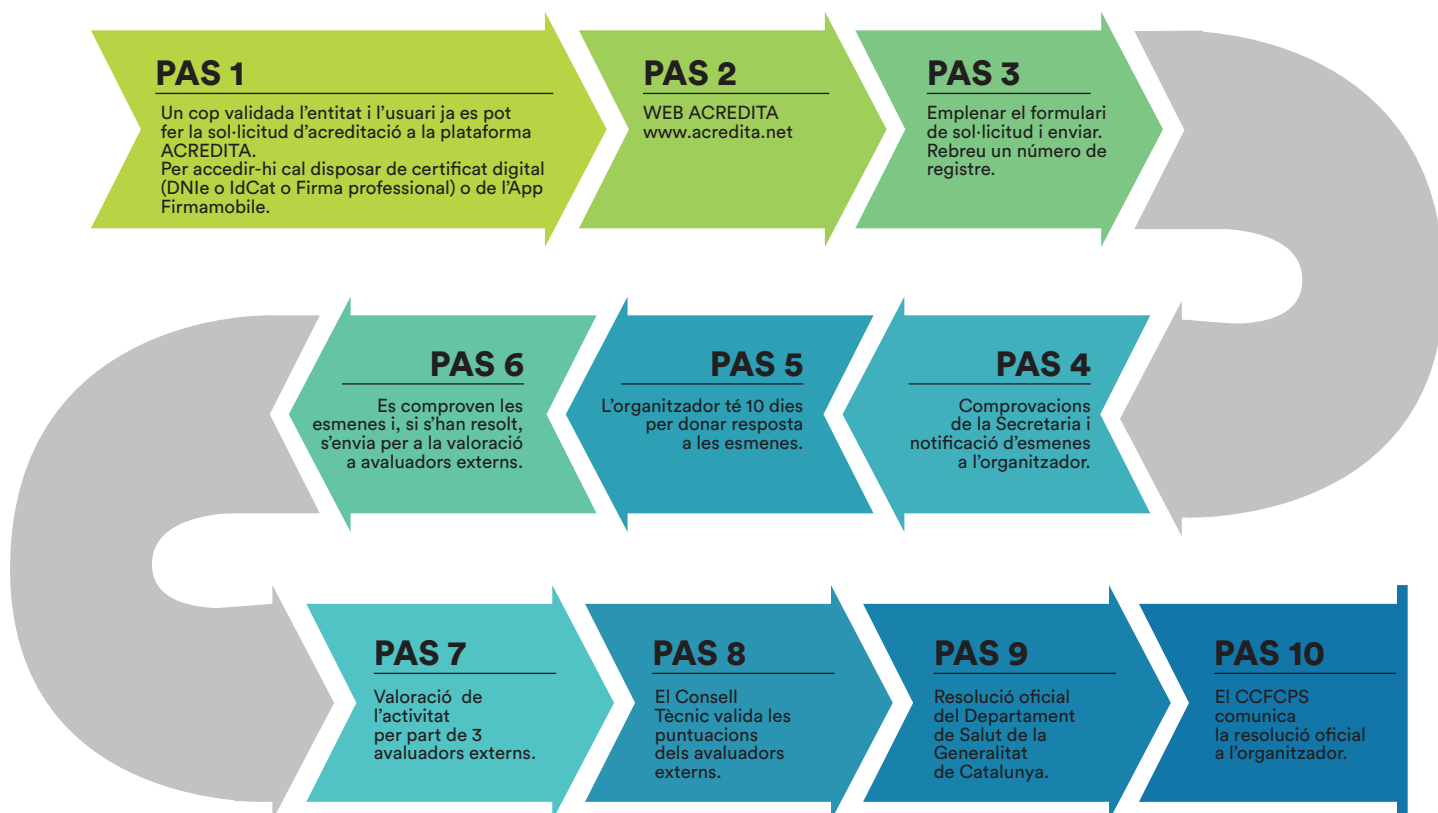 PAS 1
Un cop validada l'entitat i l'usuari ja es pot
fer la sol·licitud d'acreditació a la plataforma
ACREDITA.
Per accedir-hi cal disposar de certificat digital
(DNIe o IdCat o Firma professional) o de l'App
Firmamobile.
PAS 2
WEB ACREDITA
www.acredita.net
PAS 3
Emplenar el formulari
de sol·licitud i enviar.
Rebreu un número de
registre.
PAS 4
Comprovacions
de la Secretaria i
notificació d'esmenes
a l'organitzador.
PAS 5
L'organitzador té 10 dies
per donar resposta
a les esmenes.
PAS 6
Es comproven les
esmenes i, si s'han resolt,
s'envia per a la valoració
a avaluadors externs.
PAS 7
Valoració de
l'activitat
per part de 3
avaluadors externs.
PAS 8
El Consell
Tècnic valida les
puntuacions
dels avaluadors
externs.
PAS 9
Resolució oficial
del Departament
de Salut de la
Generalitat
de Catalunya.
PAS 10
El CCFCPS
comunica
la resolució oficial
a l'organitzador.